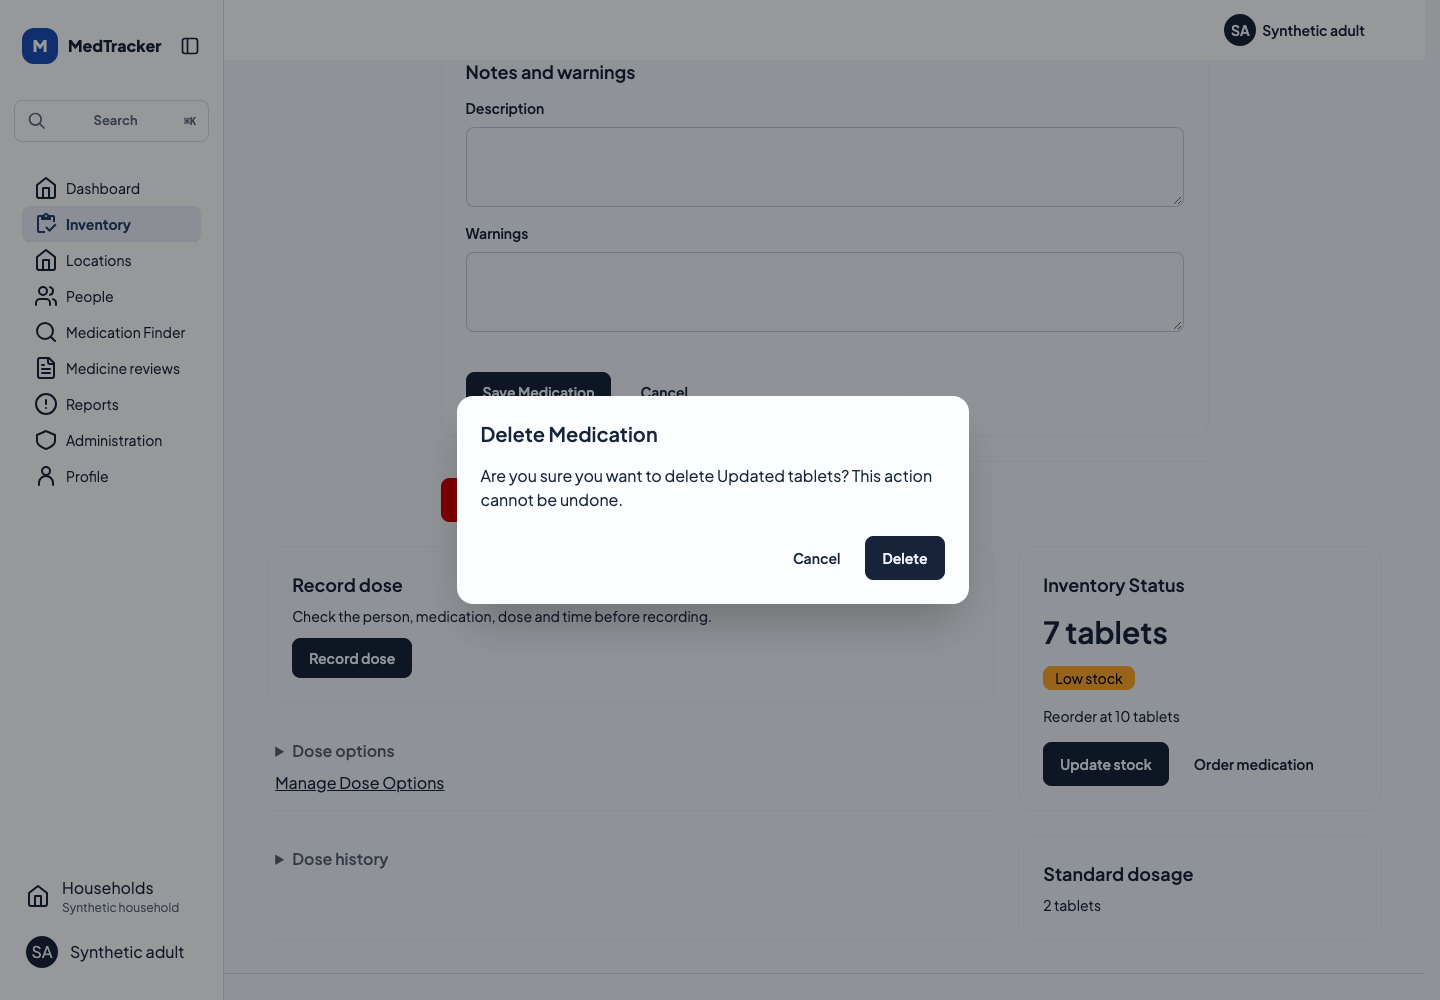 M MedTracker
Search ⌘K
Dashboard
Inventory
Locations
People
Medication Finder
Medicine reviews
Reports
Administration
Profile
Households
Synthetic household
SA Synthetic adult
SA Synthetic adult
Notes and warnings
Description
Warnings
Save Medication Cancel
Delete Medication
Are you sure you want to delete Updated tablets? This action
cannot be undone.
Cancel Delete
Record dose
Check the person, medication, dose and time before recording.
Record dose
Dose options
Manage Dose Options
Dose history
Inventory Status
7 tablets
Low stock
Reorder at 10 tablets
Update stock Order medication
Standard dosage
2 tablets